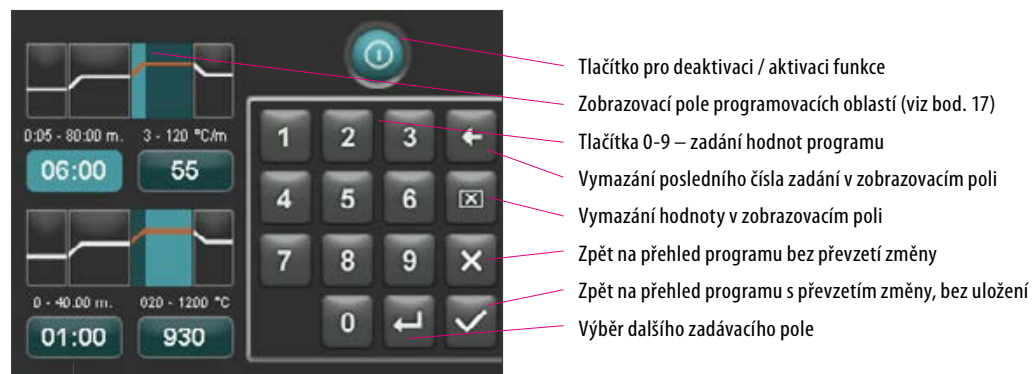 0:05 - 80:00 m. 3 - 120 °C/m
06:00 55
0 - 40.00 m. 020 - 1200 °C
01:00 930
1 2 3
4 5 6
7 8 9
0
Tlačítko pro deaktivaci / aktivaci funkce
Zobrazovací pole programovacích oblastí (viz bod. 17)
Tlačítka 0-9 – zadání hodnot programu
Vymazání posledního čísla zadání v zobrazovacím poli
Vymazání hodnoty v zobrazovacím poli
Zpět na přehled programu bez převzetí změny
Zpět na přehled programu s převzetím změny, bez uložení
Výběr dalšího zadávacího pole